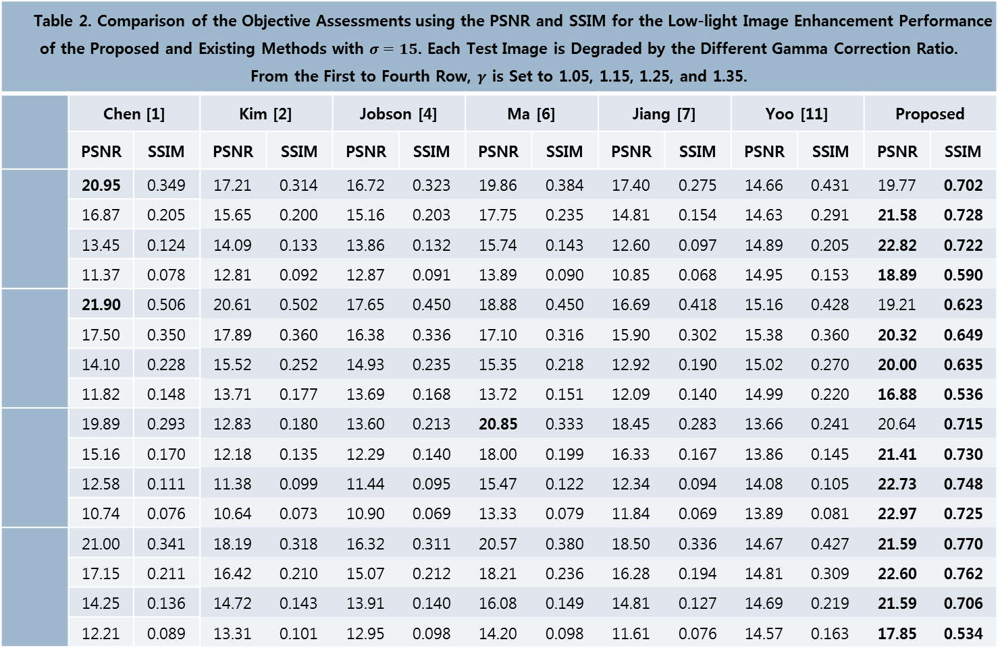 Table 2. Comparison of the Objective Assessments using the PSNR and SSIM for the Low-light Image Enhancement Performance
of the Proposed and Existing Methods with σ = 15. Each Test Image is Degraded by the Different Gamma Correction Ratio.
From the First to Fourth Row, γ is Set to 1.05, 1.15, 1.25, and 1.35.
Chen [1] Kim [2] Jobson [4] Ma [6] Jiang [7] Yoo [11] Proposed
PSNR SSIM PSNR SSIM PSNR SSIM PSNR SSIM PSNR SSIM PSNR SSIM PSNR SSIM
20.95 0.349 17.21 0.314 16.72 0.323 19.86 0.384 17.40 0.275 14.66 0.431 19.77 0.702
16.87 0.205 15.65 0.200 15.16 0.203 17.75 0.235 14.81 0.154 14.63 0.291 21.58 0.728
13.45 0.124 14.09 0.133 13.86 0.132 15.74 0.143 12.60 0.097 14.89 0.205 22.82 0.722
11.37 0.078 12.81 0.092 12.87 0.091 13.89 0.090 10.85 0.068 14.95 0.153 18.89 0.590
21.90 0.506 20.61 0.502 17.65 0.450 18.88 0.450 16.69 0.418 15.16 0.428 19.21 0.623
17.50 0.350 17.89 0.360 16.38 0.336 17.10 0.316 15.90 0.302 15.38 0.360 20.32 0.649
14.10 0.228 15.52 0.252 14.93 0.235 15.35 0.218 12.92 0.190 15.02 0.270 20.00 0.635
11.82 0.148 13.71 0.177 13.69 0.168 13.72 0.151 12.09 0.140 14.99 0.220 16.88 0.536
19.89 0.293 12.83 0.180 13.60 0.213 20.85 0.333 18.45 0.283 13.66 0.241 20.64 0.715
15.16 0.170 12.18 0.135 12.29 0.140 18.00 0.199 16.33 0.167 13.86 0.145 21.41 0.730
12.58 0.111 11.38 0.099 11.44 0.095 15.47 0.122 12.34 0.094 14.08 0.105 22.73 0.748
10.74 0.076 10.64 0.073 10.90 0.069 13.33 0.079 11.84 0.069 13.89 0.081 22.97 0.725
21.00 0.341 18.19 0.318 16.32 0.311 20.57 0.380 18.50 0.336 14.67 0.427 21.59 0.770
17.15 0.211 16.42 0.210 15.07 0.212 18.21 0.236 16.28 0.194 14.81 0.309 22.60 0.762
14.25 0.136 14.72 0.143 13.91 0.140 16.08 0.149 14.81 0.127 14.69 0.219 21.59 0.706
12.21 0.089 13.31 0.101 12.95 0.098 14.20 0.098 11.61 0.076 14.57 0.163 17.85 0.534